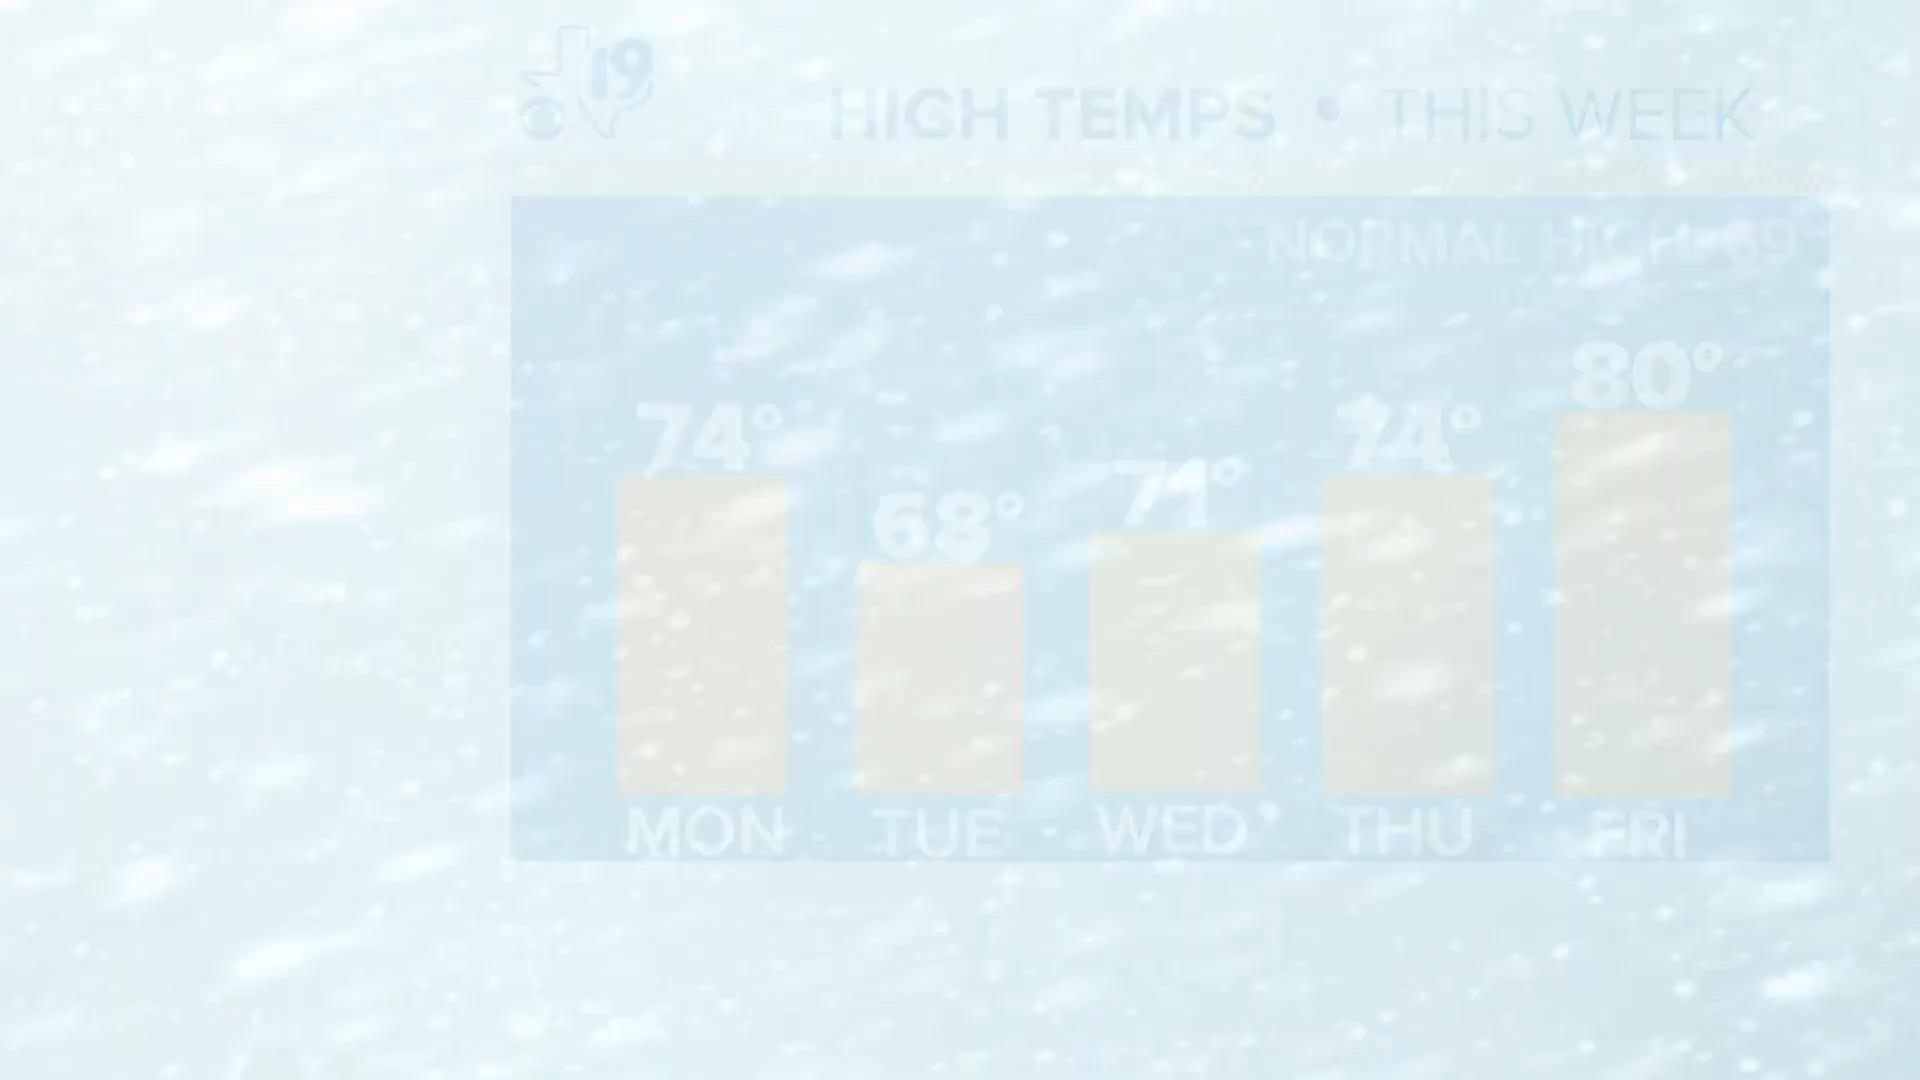 19
HIGH TEMPS • THIS WEEK
NORMAL HIGH: 69°
74° 68° 71° 74° 80°
MON TUE WED THU FRI